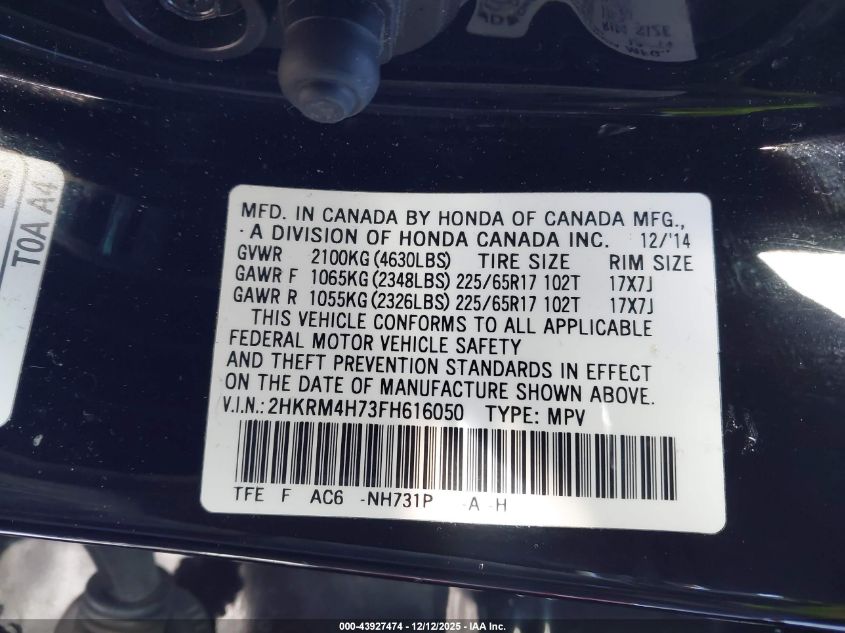 RIM SIZE
T0A A4
MFD. IN CANADA BY HONDA OF CANADA MFG.,
A DIVISION OF HONDA CANADA INC. 12/'14
GVWR 2100KG (4630LBS) TIRE SIZE RIM SIZE
GAWR F 1065KG (2348LBS) 225/65R17 102T 17X7J
GAWR R 1055KG (2326LBS) 225/65R17 102T 17X7J
THIS VEHICLE CONFORMS TO ALL APPLICABLE
FEDERAL MOTOR VEHICLE SAFETY
AND THEFT PREVENTION STANDARDS IN EFFECT
ON THE DATE OF MANUFACTURE SHOWN ABOVE.
V.I.N.: 2HKRM4H73FH616050 TYPE: MPV
TFE F AC6 -NH731P -A -H
000-43927474 - 12/12/2025 - IAA Inc.